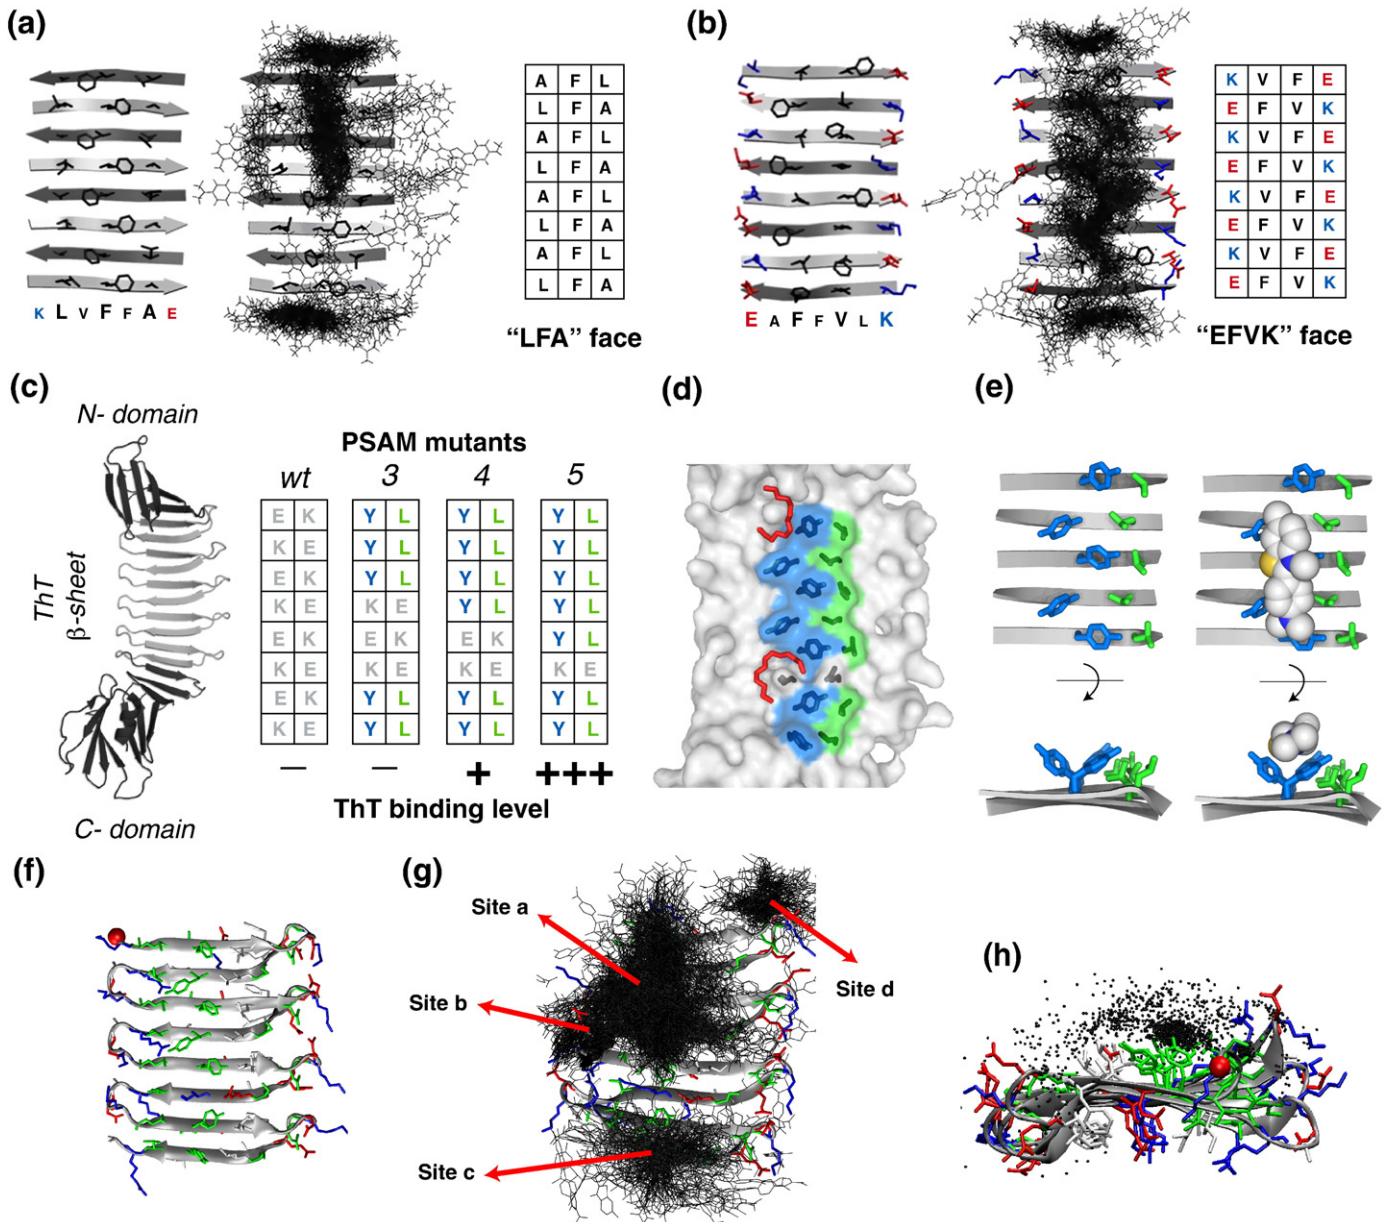 (a)
A F L
L F A
A F L
L F A
A F L
L F A
A F L
L F A
K L V F F A E
“LFA” face
(b)
K V F E
E F V K
K V F E
E F V K
K V F E
E F V K
K V F E
E F V K
E A F F V L K
“EFVK” face
(c)
N- domain
ThT
β-sheet
C- domain
PSAM mutants
wt 3 4 5
E K Y L Y L Y L
K E Y L Y L Y L
E K Y L Y L Y L
K E K E Y L Y L
E K E K E K Y L
K E K E K E K E
E K Y L Y L Y L
K E Y L Y L Y L
— — + +++
ThT binding level
(d)
(e)
(f)
(g)
Site a
Site b
Site c
Site d
(h)